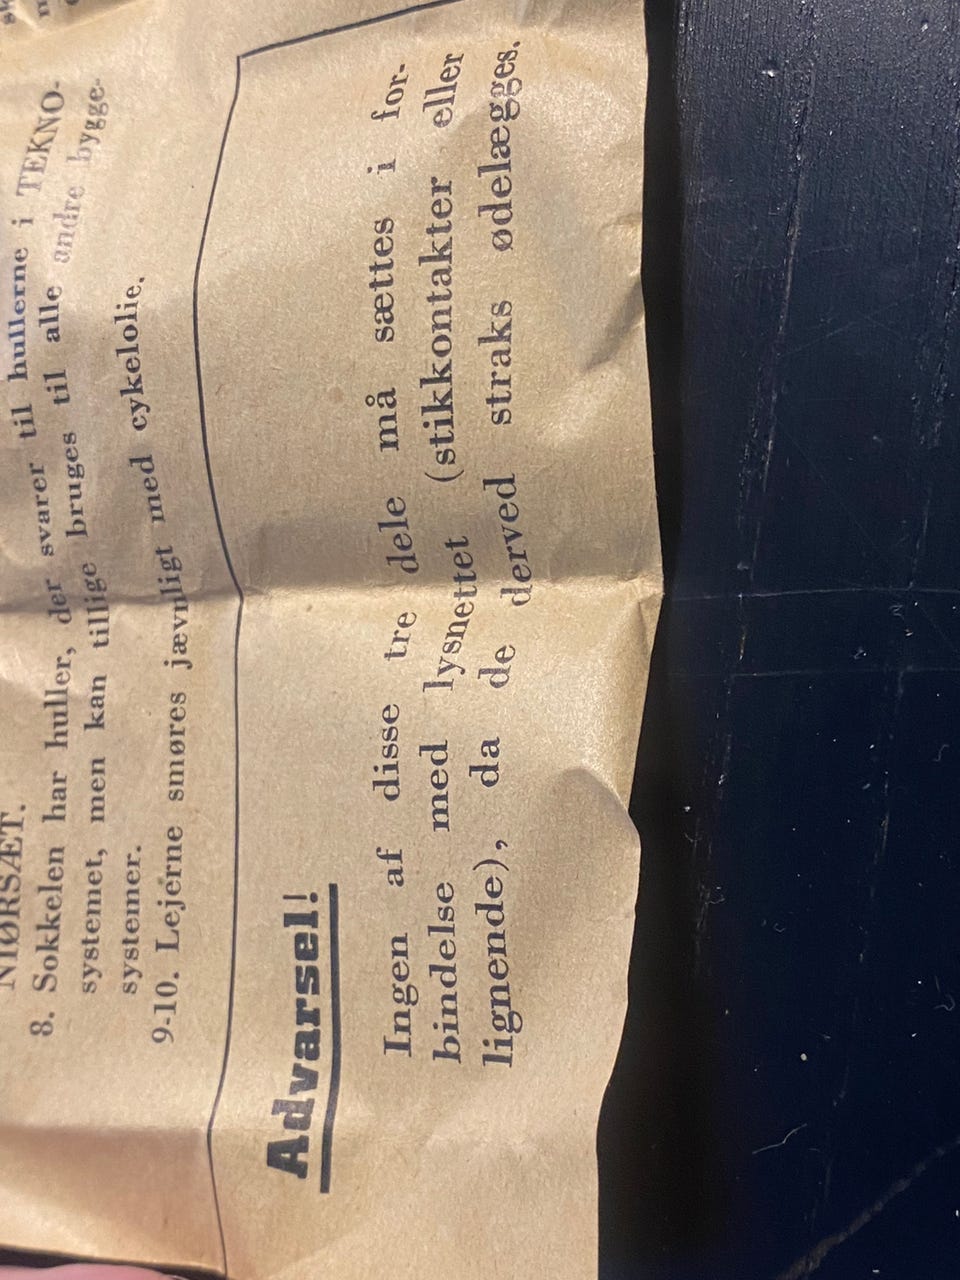 NIØRSÆT.
8. Sokkelen har huller, der svarer til hullerne i TEKNO-
systemet, men kan tillige bruges til alle andre bygge-
systemer.
9-10. Lejerne smøres jævnligt med cykelolie.
Advarsel!
Ingen af disse tre dele må sættes i for-
bindelse med lysnettet (stikkontakter eller
lignende), da de derved straks ødelægges.